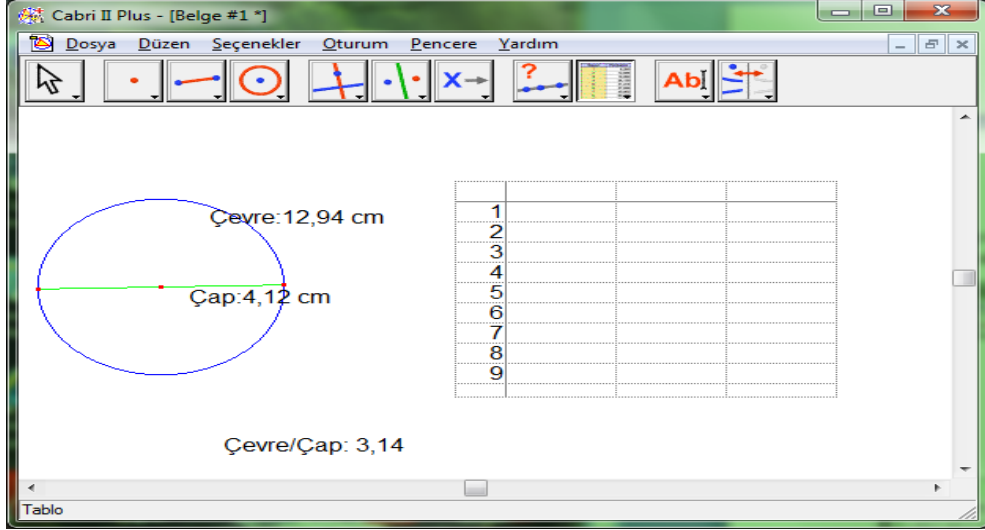 Cabri II Plus - [Belge #1 *]
Dosya Düzen Seçenekler Oturum Pencere Yardım
? X AbI
Çevre:12,94 cm
Çap:4,12 cm
1
2
3
4
5
6
7
8
9
Çevre/Çap: 3,14
Tablo